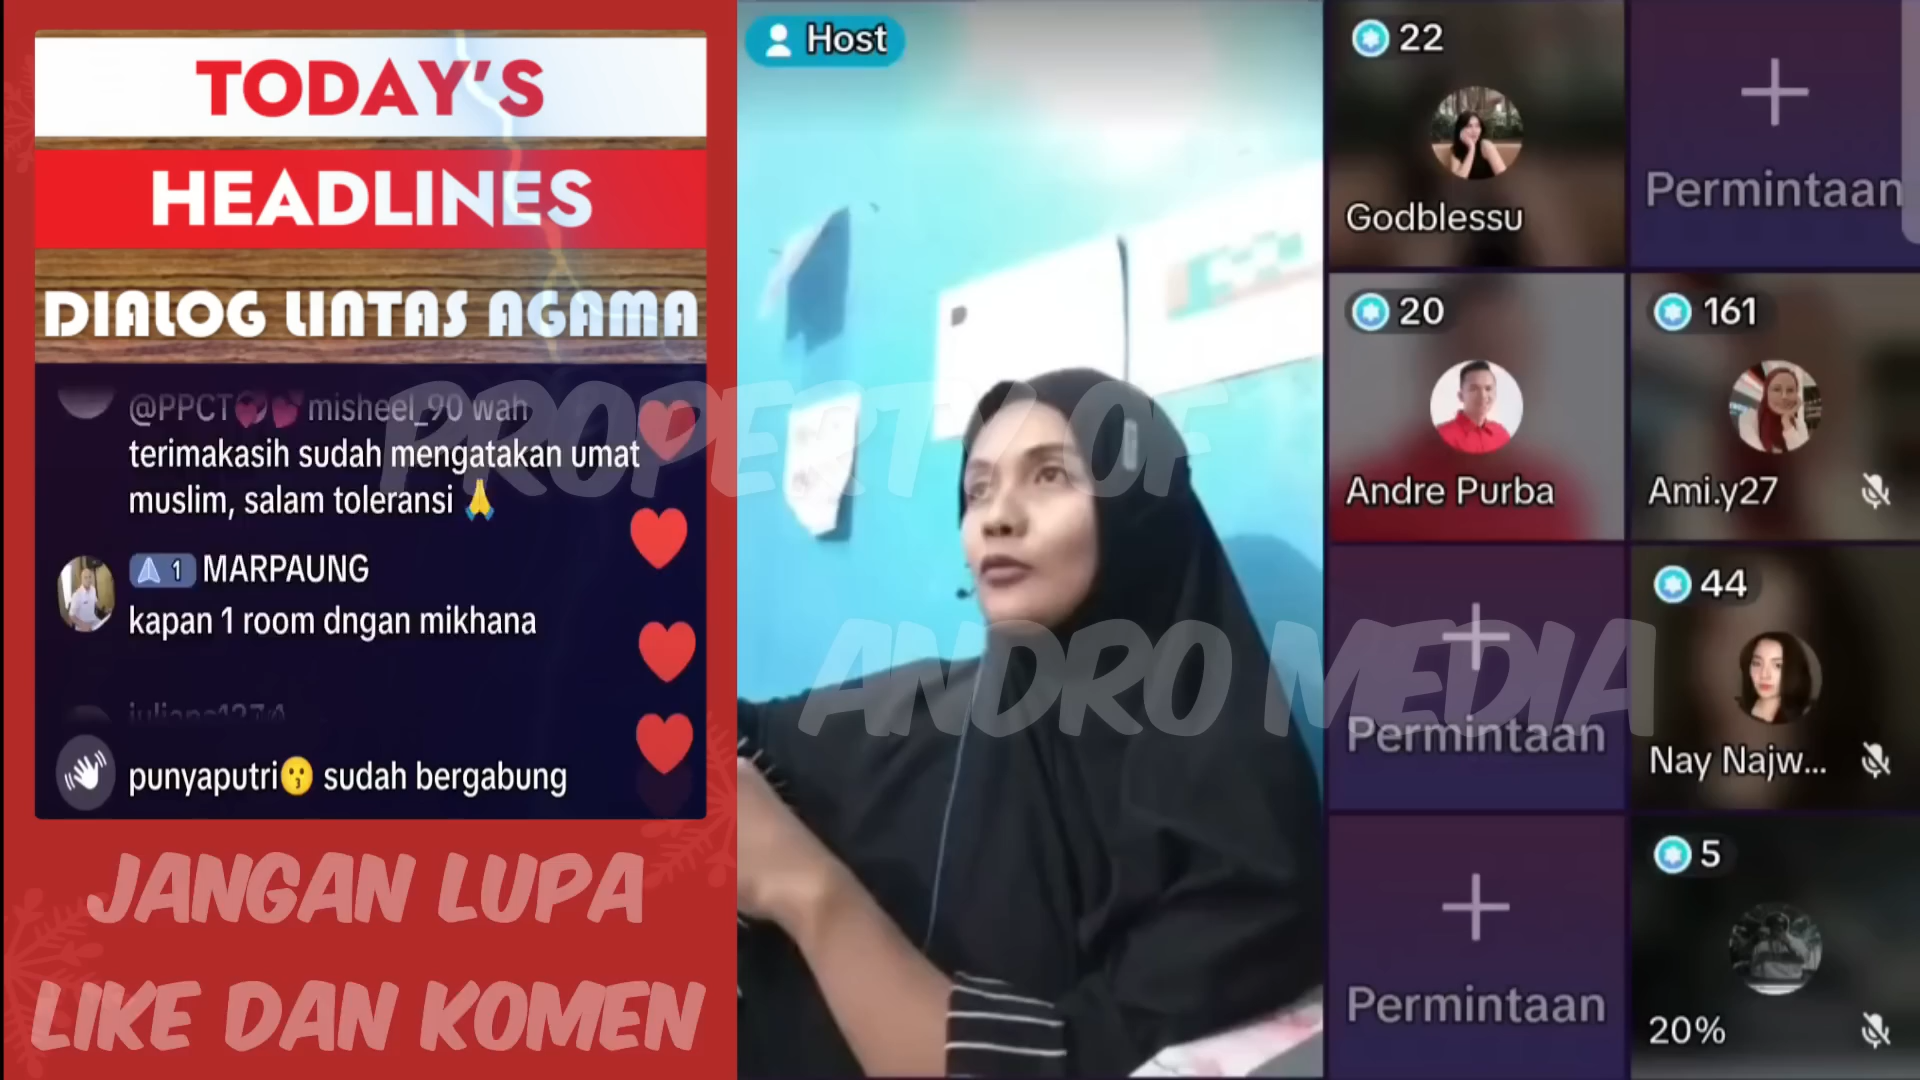 TODAY'S
HEADLINES
DIALOG LINTAS AGAMA
@PPCT💞💕 misheel_90 wah
terimakasih sudah mengatakan umat
muslim, salam toleransi 🙏
1 MARPAUNG
kapan 1 room dngan mikhana
punyaputri😗 sudah bergabung
JANGAN LUPA
LIKE DAN KOMEN
Host
PROPERTY OF
ANDRO MEDIA
22
Godblessu
Permintaan
20
Andre Purba
161
Ami.y27
Permintaan
44
Nay Najw...
Permintaan
5
20%